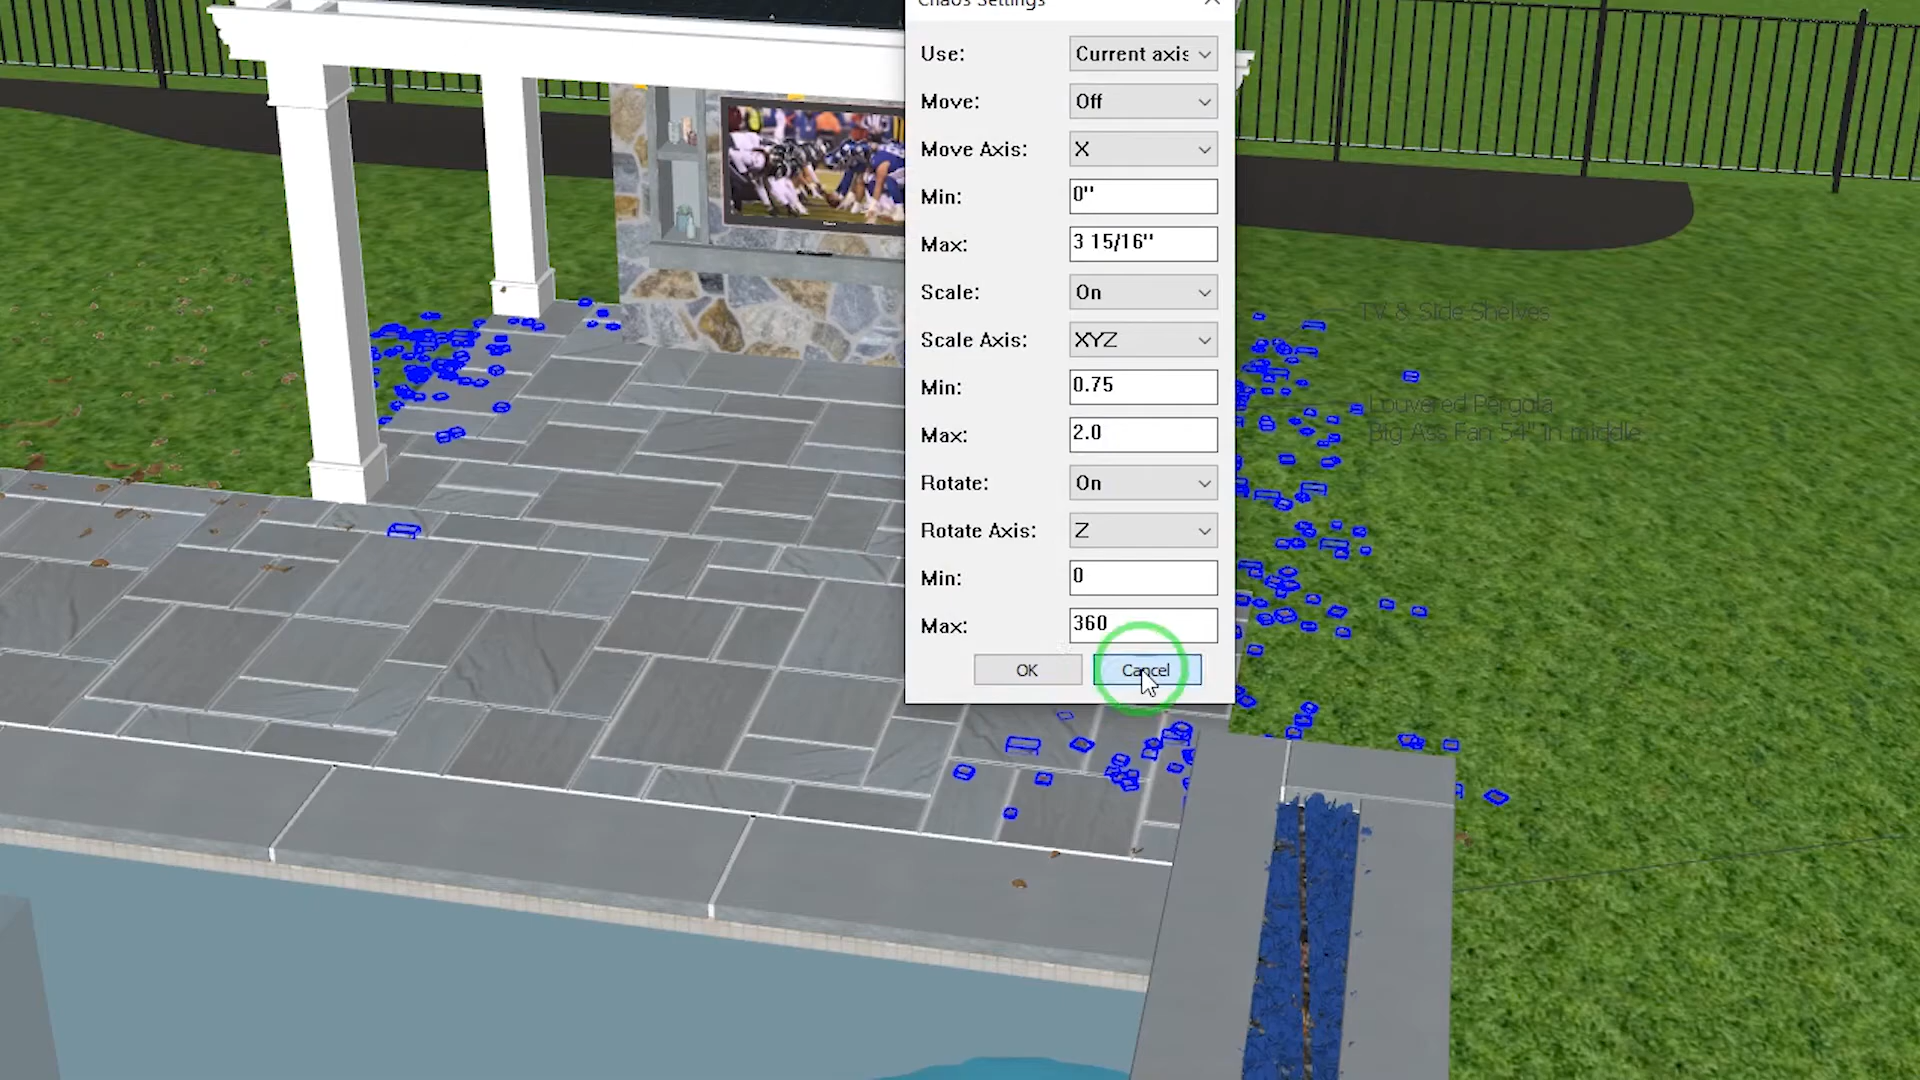 Chaos Settings
Use: Current axis
Move: Off
Move Axis: X
Min: 0"
Max: 3 15/16"
Scale: On
Scale Axis: XYZ
Min: 0.75
Max: 2.0
Rotate: On
Rotate Axis: Z
Min: 0
Max: 360
OK Cancel
TV & Side Shelves
Louvered Pergola
Big Ass Fan 54" in middle